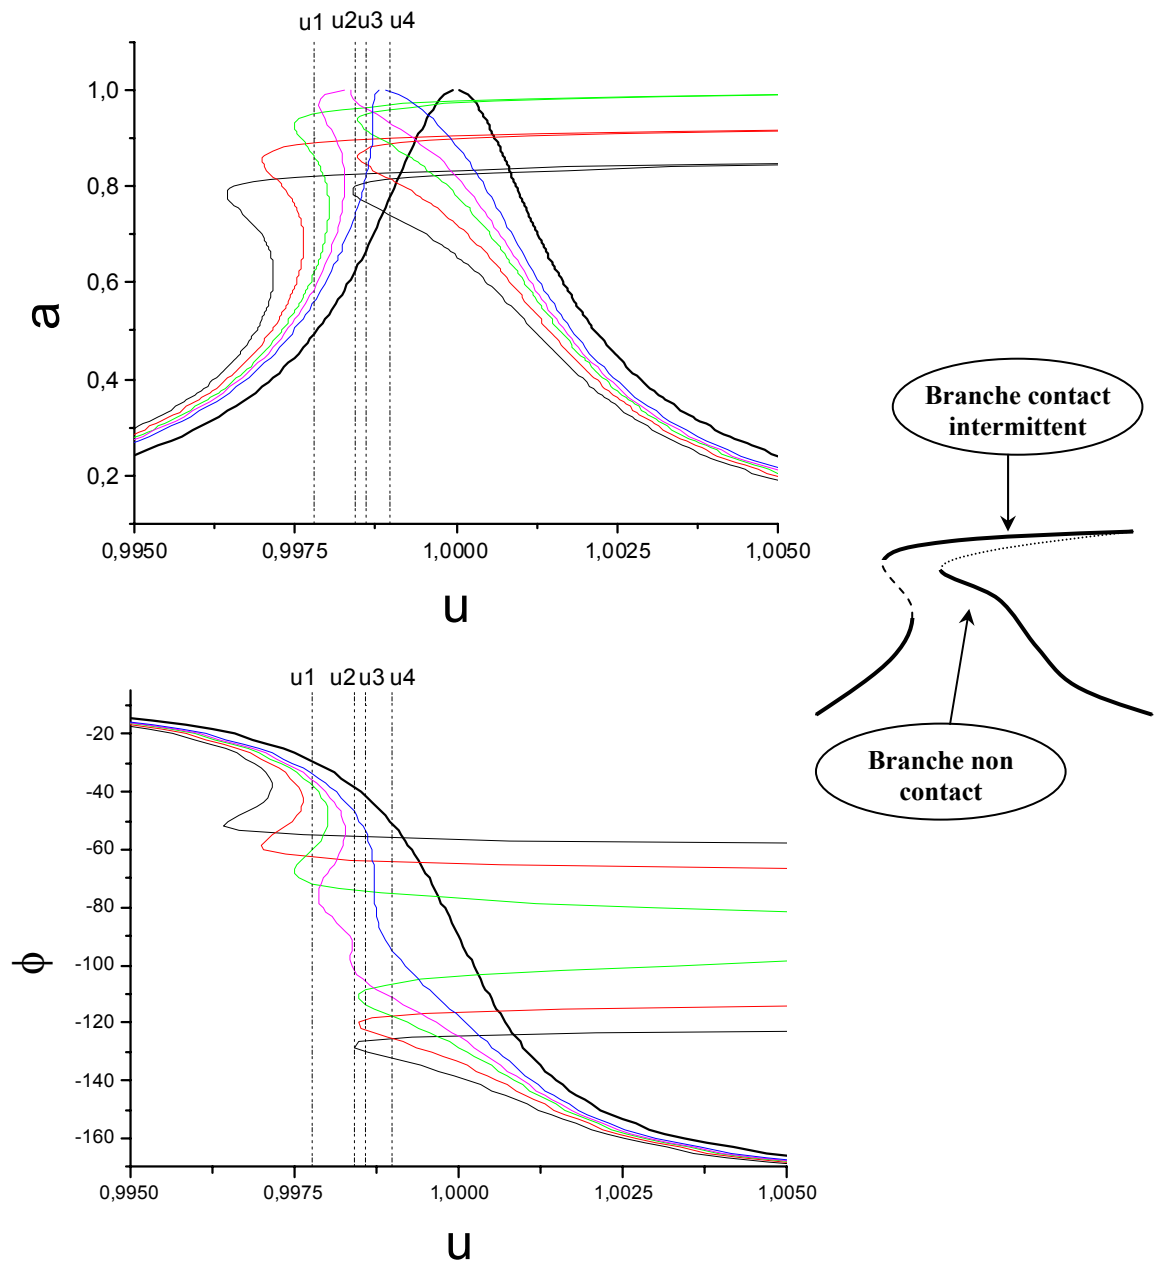 u1 u2 u3 u4
1,0
0,8
0,6
0,4
0,2
a
0,9950 0,9975 1,0000 1,0025 1,0050
u
Branche contact
intermittent
Branche non
contact
u1 u2 u3 u4
-20
-40
-60
-80
-100
-120
-140
-160
ϕ
0,9950 0,9975 1,0000 1,0025 1,0050
u